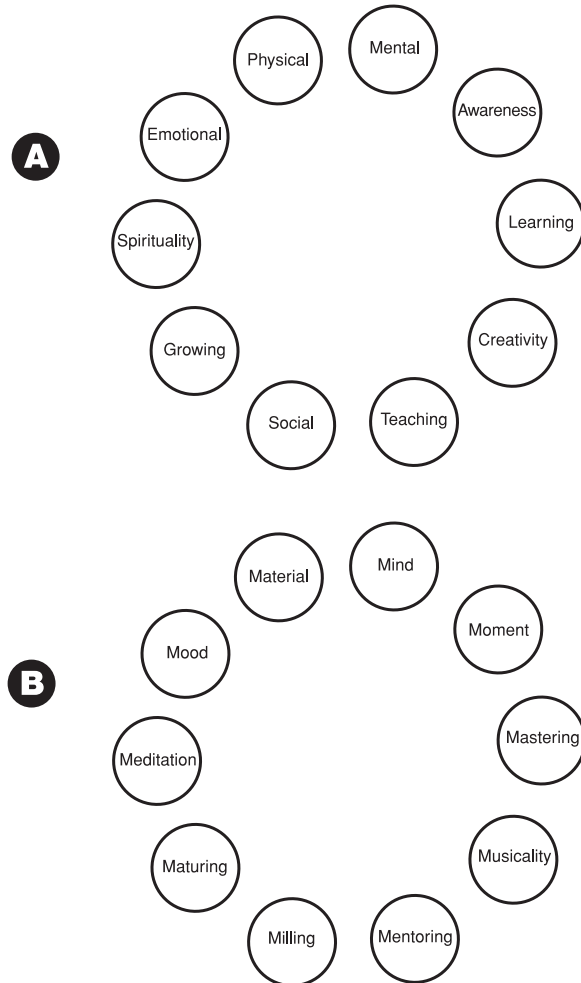 A
Physical
Mental
Awareness
Learning
Creativity
Teaching
Social
Growing
Spirituality
Emotional
B
Material
Mind
Moment
Mastering
Musicality
Mentoring
Milling
Maturing
Meditation
Mood